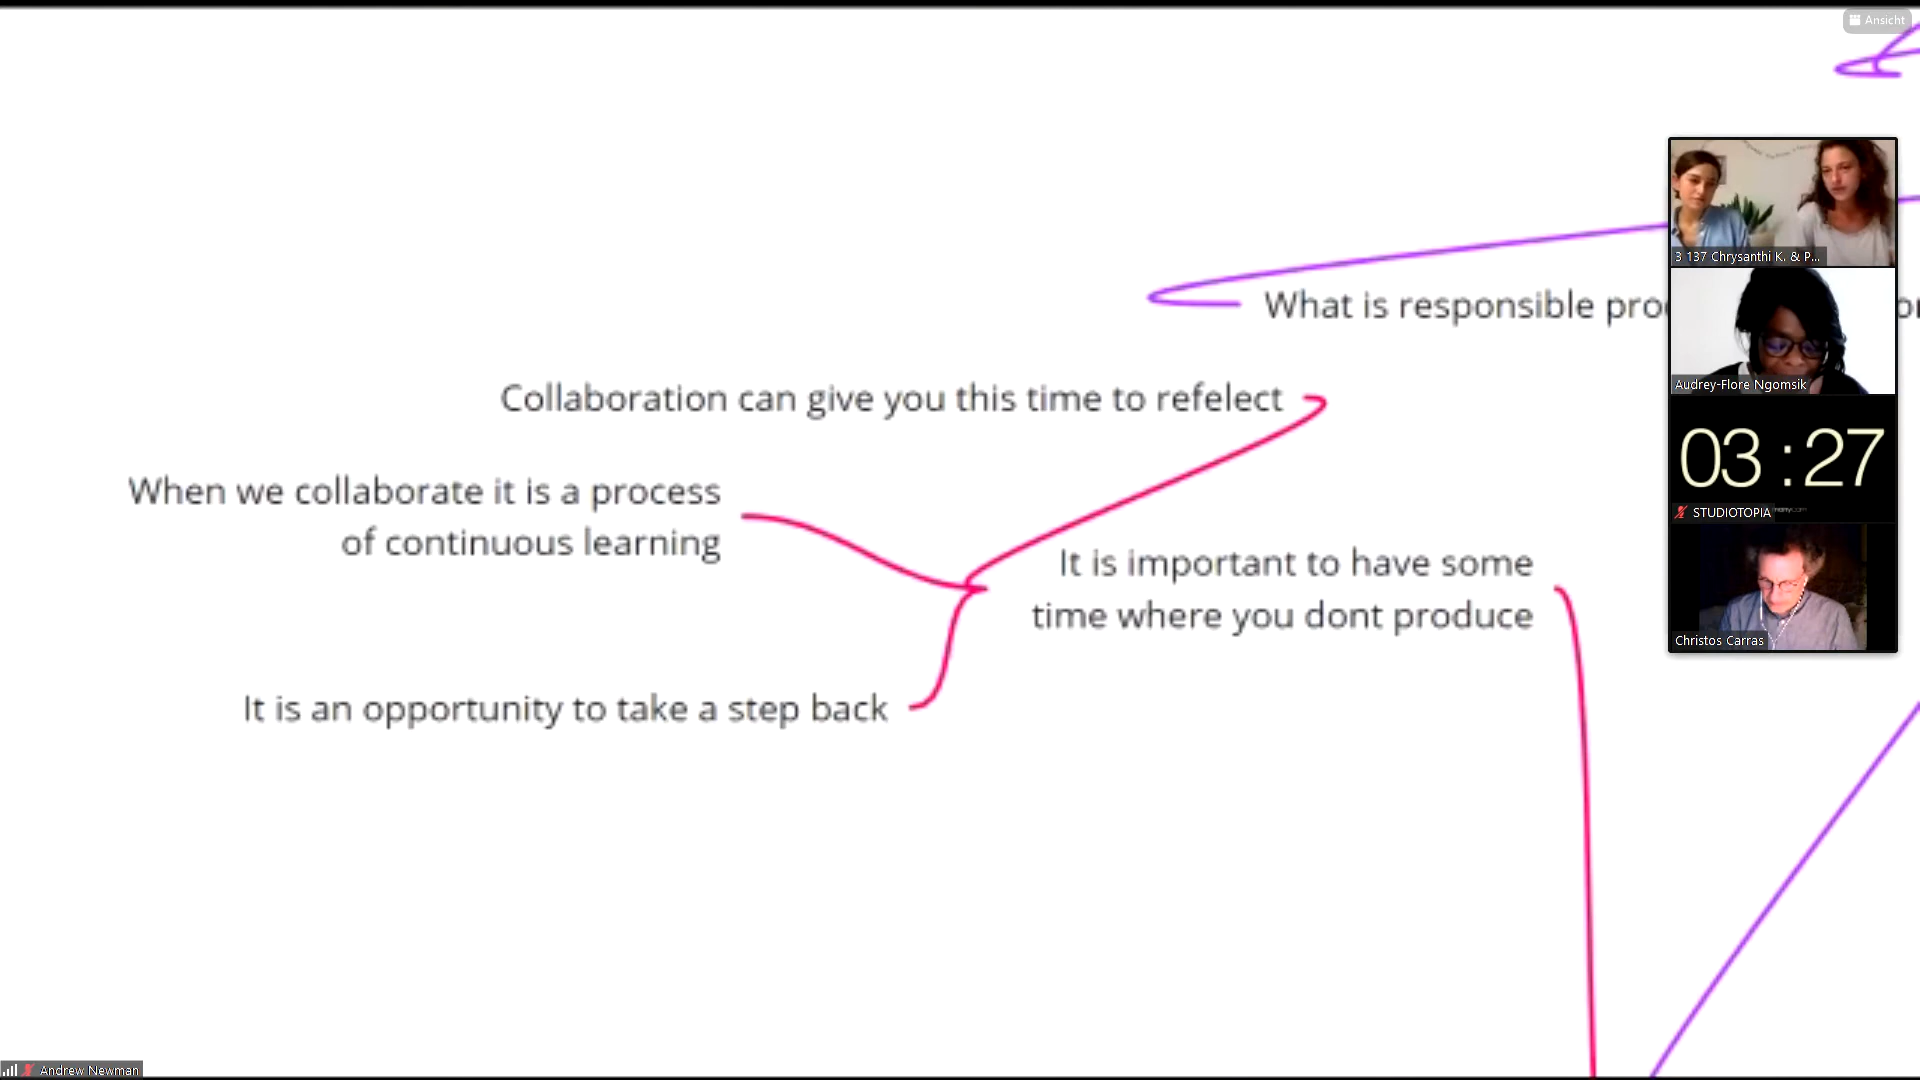 Ansicht
3 137 Chrysanthi K. & P...
What is responsible
Audrey-Flore Ngomsik
Collaboration can give you this time to refelect
03:27
When we collaborate it is a process
of continuous learning
STUDIOTOPIA
It is important to have some
time where you dont produce
Christos Carras
It is an opportunity to take a step back
Andrew Newman